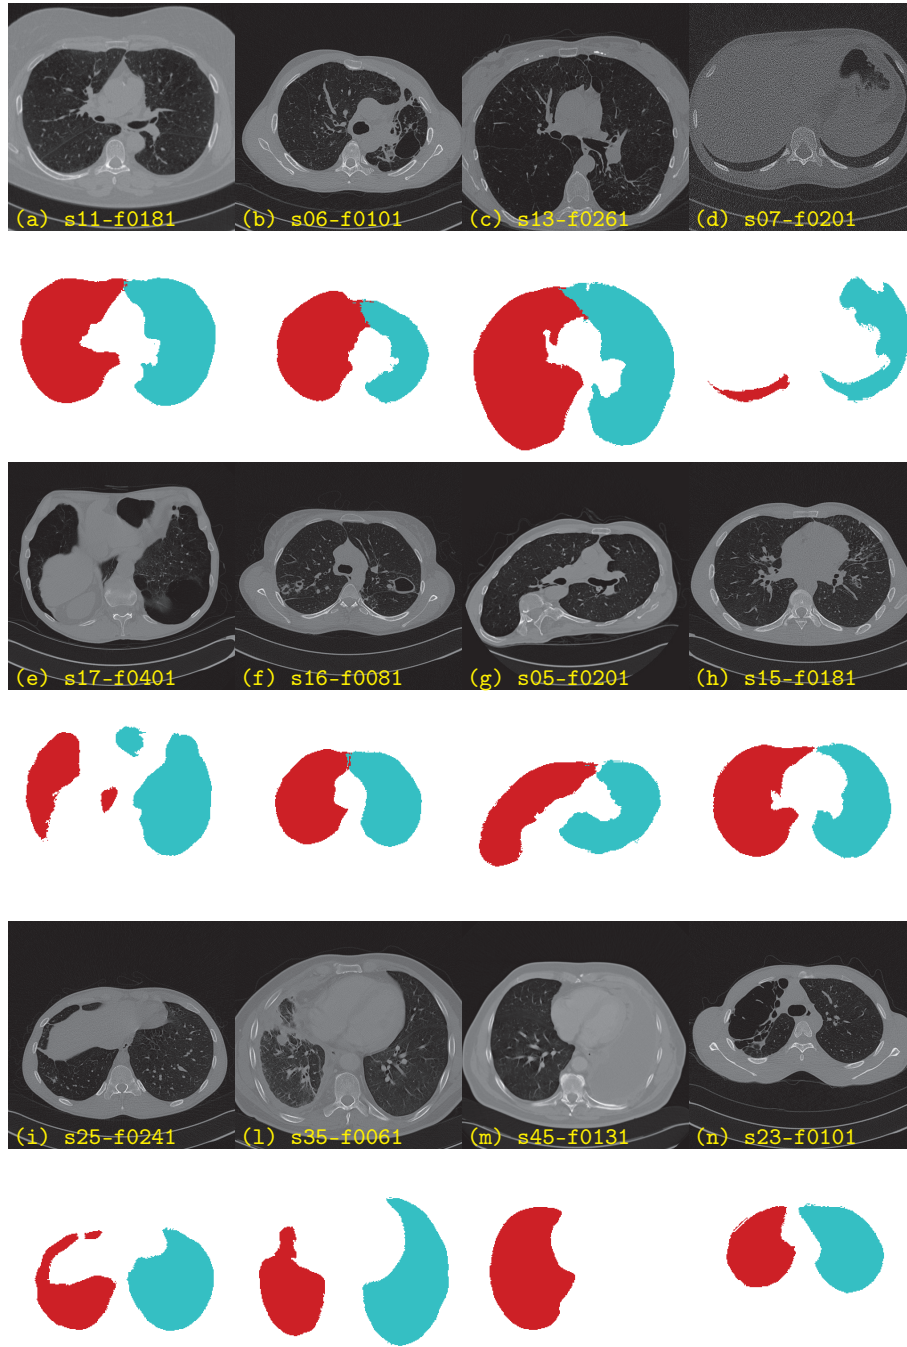 (a) s11-f0181 (b) s06-f0101 (c) s13-f0261 (d) s07-f0201
(e) s17-f0401 (f) s16-f0081 (g) s05-f0201 (h) s15-f0181
(i) s25-f0241 (l) s35-f0061 (m) s45-f0131 (n) s23-f0101